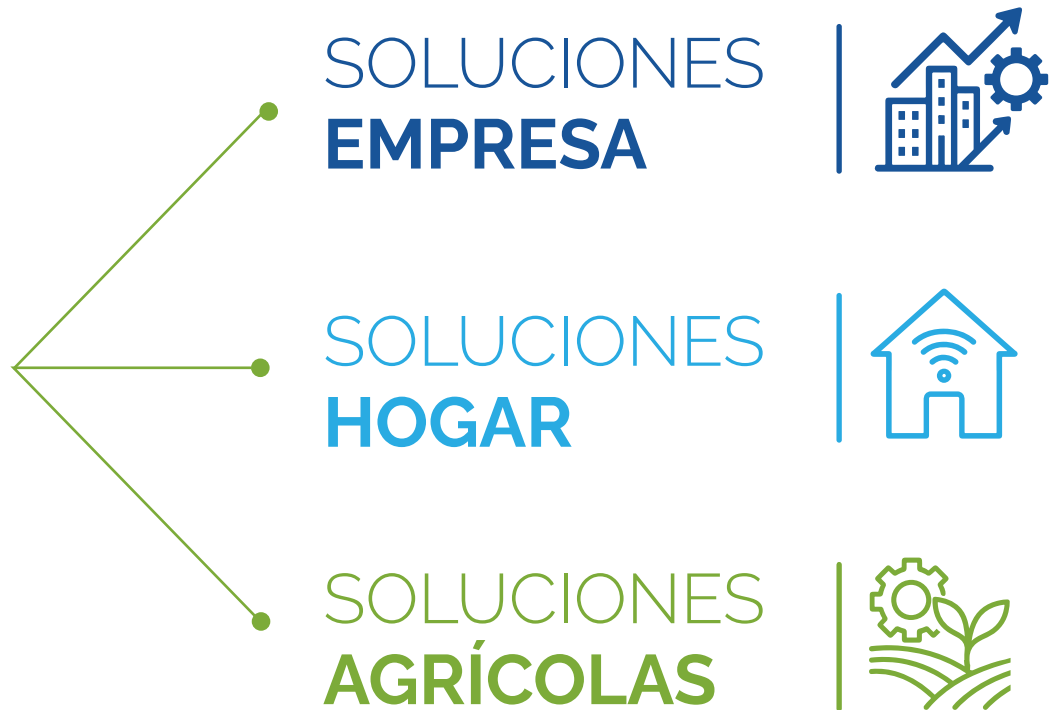 SOLUCIONES
EMPRESA
SOLUCIONES
HOGAR
SOLUCIONES
AGRÍCOLAS